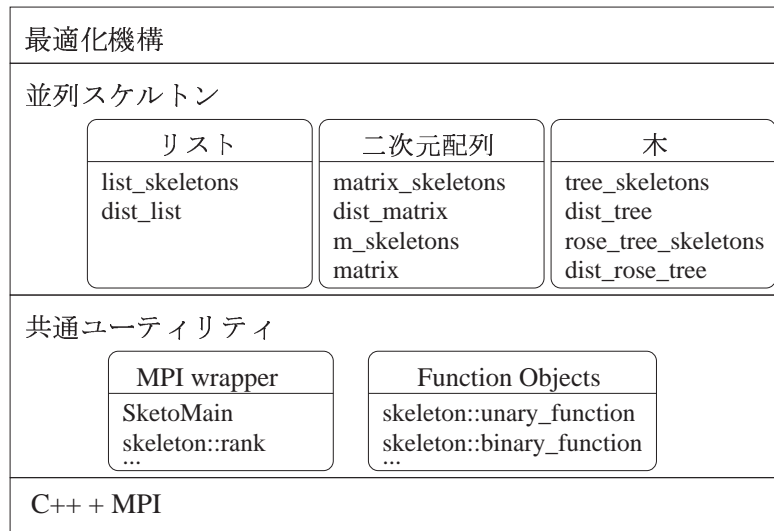 最適化機構
並列スケルトン
リスト
list_skeletons
dist_list
二次元配列
matrix_skeletons
dist_matrix
m_skeletons
matrix
木
tree_skeletons
dist_tree
rose_tree_skeletons
dist_rose_tree
共通ユーティリティ
MPI wrapper
SketoMain
skeleton::rank
...
Function Objects
skeleton::unary_function
skeleton::binary_function
...
C++ + MPI